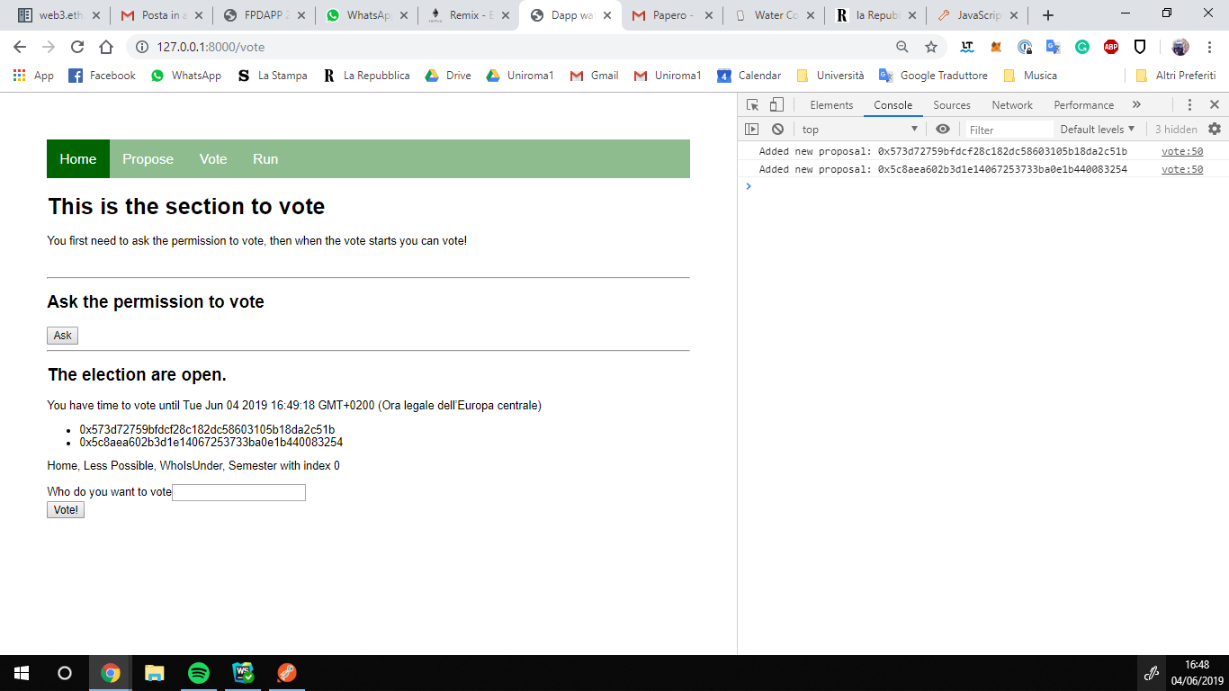 web3.eth
Posta in a
FPDAPP 2
WhatsApp
Remix - E
Dapp wa
Papero -
Water Co
la Republ
JavaScrip
127.0.0.1:8000/vote
App
Facebook
WhatsApp
La Stampa
La Repubblica
Drive
Uniroma1
Gmail
Uniroma1
Calendar
Università
Google Traduttore
Musica
Altri Preferiti
Elements
Console
Sources
Network
Performance
top
Filter
Default levels
3 hidden
Added new proposal: 0x573d72759bfdcf28c182dc58603105b18da2c51b
vote:50
Added new proposal: 0x5c8aea602b3d1e14067253733ba0e1b440083254
vote:50
Home
Propose
Vote
Run
This is the section to vote
You first need to ask the permission to vote, then when the vote starts you can vote!
Ask the permission to vote
Ask
The election are open.
You have time to vote until Tue Jun 04 2019 16:49:18 GMT+0200 (Ora legale dell'Europa centrale)
0x573d72759bfdcf28c182dc58603105b18da2c51b
0x5c8aea602b3d1e14067253733ba0e1b440083254
Home, Less Possible, WhoIsUnder, Semester with index 0
Who do you want to vote
Vote!
16:48
04/06/2019